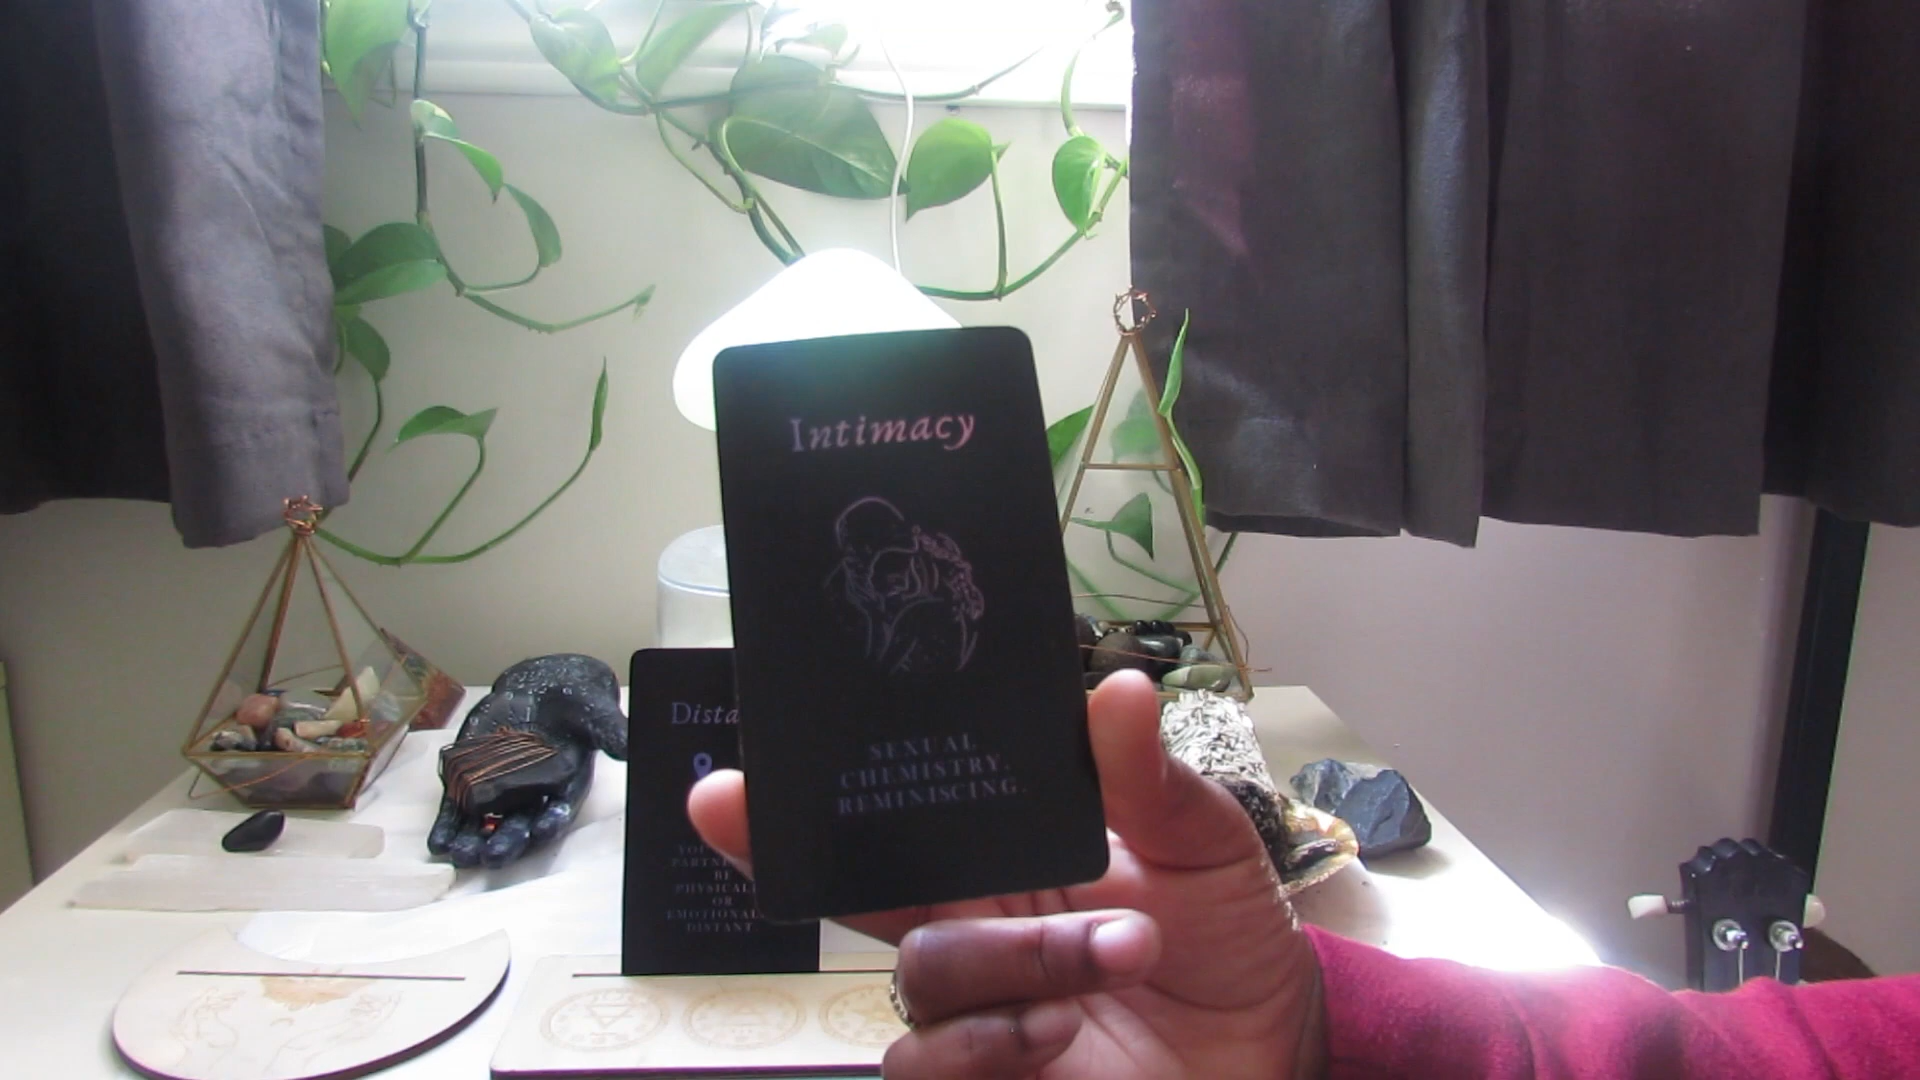 Intimacy
SEXUAL
CHEMISTRY.
REMINISCING.
Dista
YOU
PARTNE
BE
PHYSICALL
OR
EMOTIONAL
DISTANT